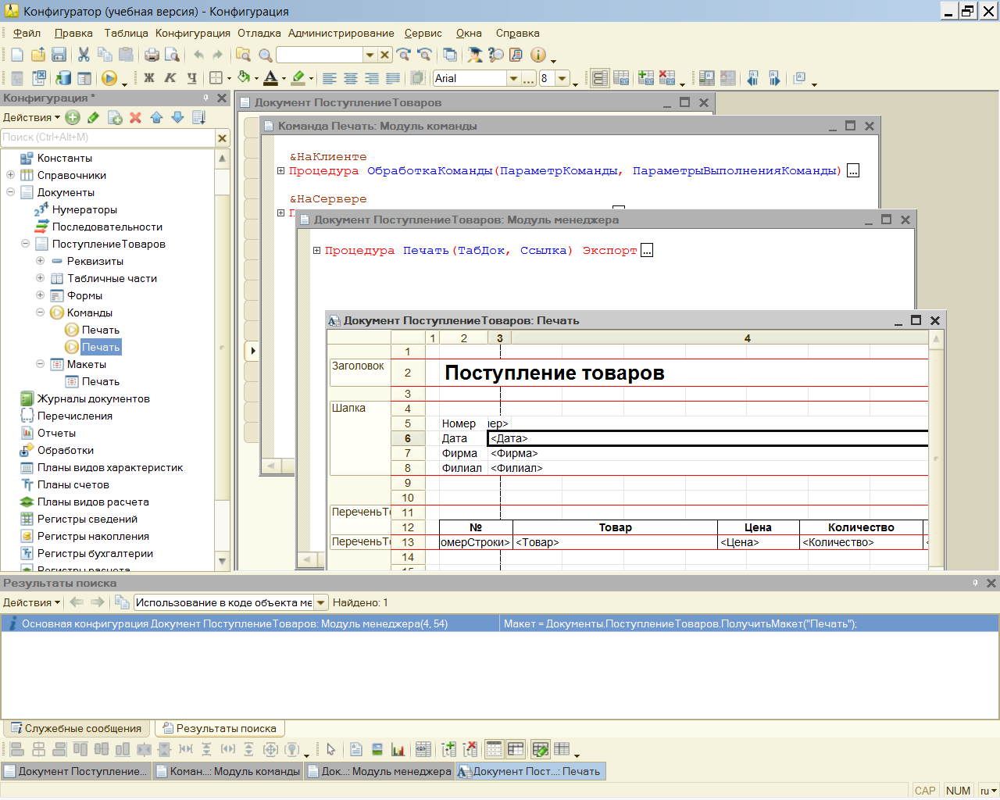 Конфигуратор (учебная версия) - Конфигурация
Файл Правка Таблица Конфигурация Отладка Администрирование Сервис Окна Справка
Ж К Ч Arial 8
Конфигурация *
Действия
Поиск (Ctrl+Alt+M)
Константы
Справочники
Документы
Нумераторы
Последовательности
ПоступлениеТоваров
Реквизиты
Табличные части
Формы
Команды
Печать
Печать
Макеты
Печать
Журналы документов
Перечисления
Отчеты
Обработки
Планы видов характеристик
Планы счетов
Планы видов расчета
Регистры сведений
Регистры накопления
Регистры бухгалтерии
Регистры расчета
Документ ПоступлениеТоваров
Команда Печать: Модуль команды
&НаКлиенте
Процедура ОбработкаКоманды(ПараметрКоманды, ПараметрыВыполненияКоманды) ...
&НаСервере
Документ ПоступлениеТоваров: Модуль менеджера
Процедура Печать(ТабДок, Ссылка) Экспорт ...
Документ ПоступлениеТоваров: Печать
1 2 3 4
1
Заголовок 2 Поступление товаров
3
Шапка 4
5 Номер ер>
6 Дата <Дата>
7 Фирма <Фирма>
8 Филиал <Филиал>
9
10
ПереченьТо 11
12 № Товар Цена Количество
ПереченьТо 13 омерСтроки> <Товар> <Цена> <Количество> <
14
15
Результаты поиска
Действия Использование в коде объекта ме Найдено: 1
Основная конфигурация Документ ПоступлениеТоваров: Модуль менеджера(4, 54) Макет = Документы.ПоступлениеТоваров.ПолучитьМакет("Печать");
Служебные сообщения Результаты поиска
Документ Поступление... Коман...: Модуль команды Док...: Модуль менеджера Документ Пост...: Печать
CAP NUM ru